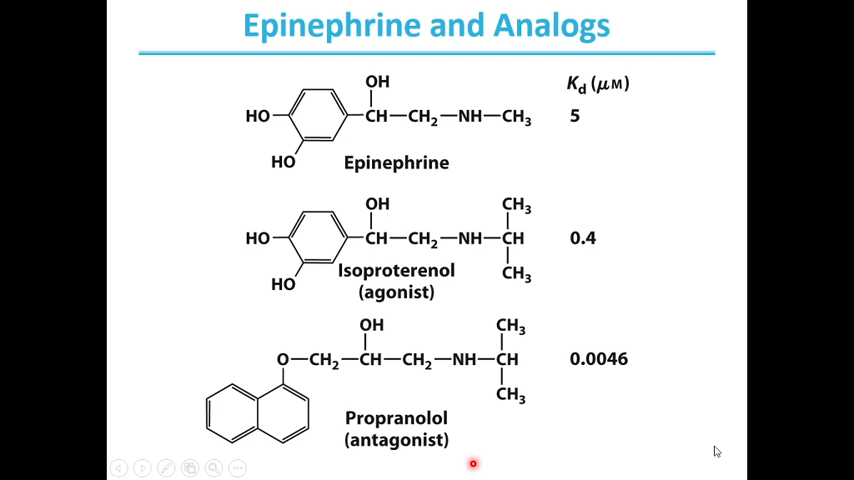 Epinephrine and Analogs
K_d (μM)
OH
HO—CH—CH₂—NH—CH₃ 5
HO
Epinephrine
OH CH₃
HO—CH—CH₂—NH—CH 0.4
HO CH₃
Isoproterenol
(agonist)
OH CH₃
O—CH₂—CH—CH₂—NH—CH 0.0046
CH₃
Propranolol
(antagonist)